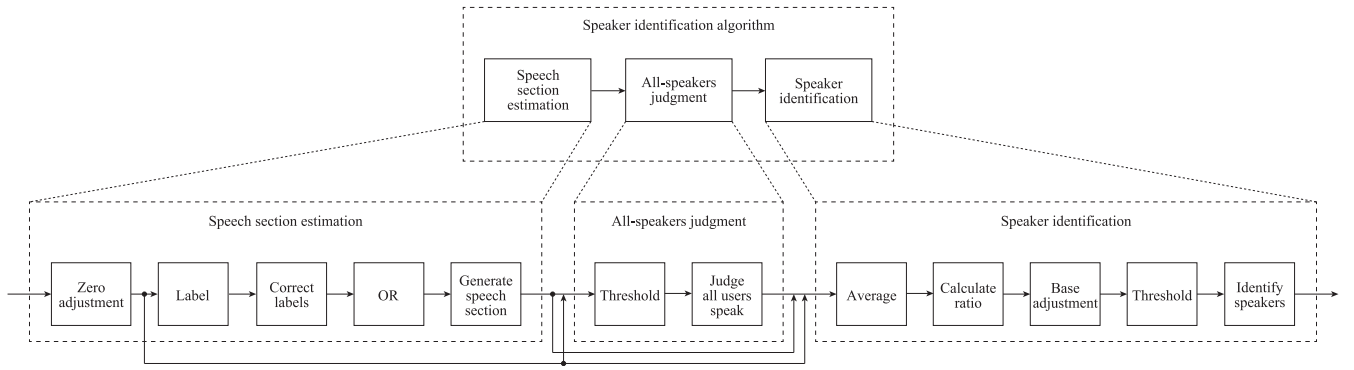 Speaker identification algorithm
Speech
section
estimation
All-speakers
judgment
Speaker
identification
Speech section estimation
Zero
adjustment
Label
Correct
labels
OR
Generate
speech
section
All-speakers judgment
Threshold
Judge
all users
speak
Speaker identification
Average
Calculate
ratio
Base
adjustment
Threshold
Identify
speakers